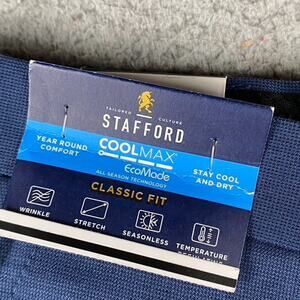 TAILORED CULTURE
STAFFORD
YEAR ROUND
COMFORT
COOLMAX®
EcoMade
ALL SEASON TECHNOLOGY
STAY COOL
AND DRY
CLASSIC FIT
WRINKLE
STRETCH
SEASONLESS
TEMPERATURE